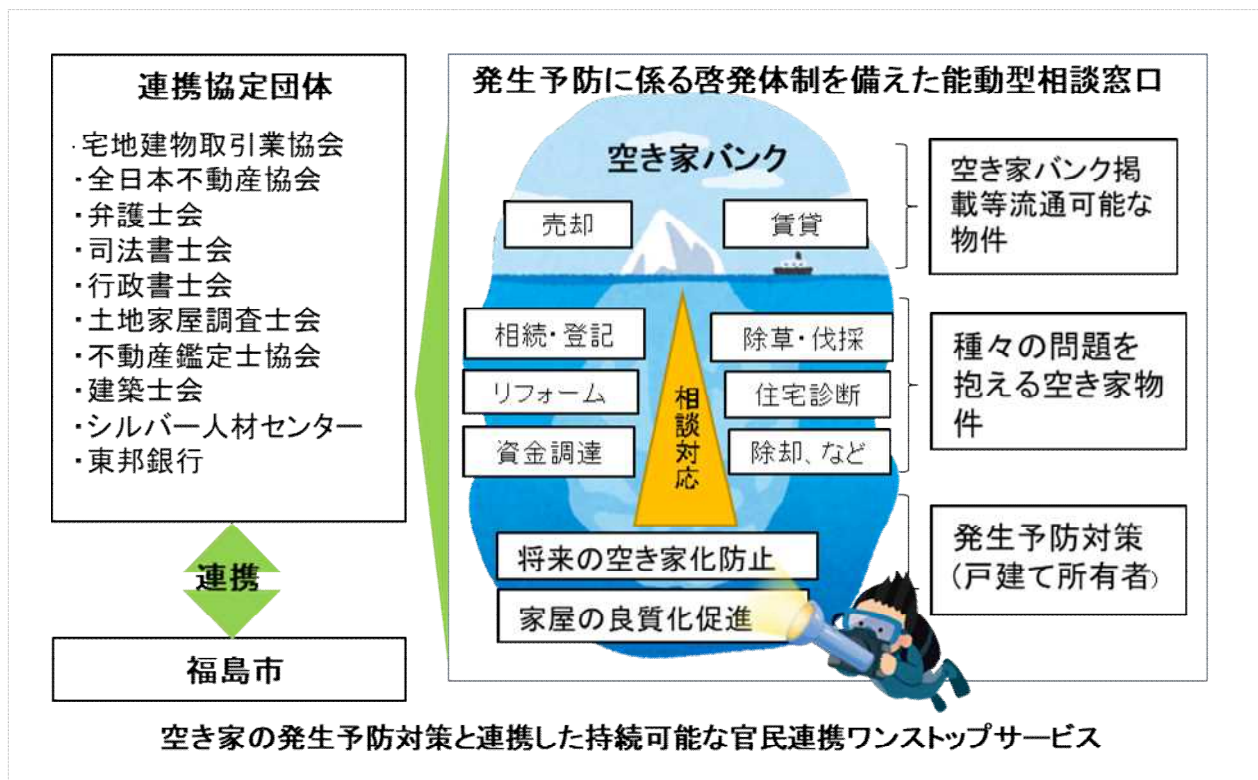 連携協定団体
・宅地建物取引業協会
・全日本不動産協会
・弁護士会
・司法書士会
・行政書士会
・土地家屋調査士会
・不動産鑑定士協会
・建築士会
・シルバー人材センター
・東邦銀行
連携
福島市
発生予防に係る啓発体制を備えた能動型相談窓口
空き家バンク
売却
賃貸
空き家バンク掲
載等流通可能な
物件
相続・登記
除草・伐採
リフォーム
住宅診断
資金調達
除却、など
相談対応
種々の問題を
抱える空き家物
件
将来の空き家化防止
家屋の良質化促進
発生予防対策
(戸建て所有者)
空き家の発生予防対策と連携した持続可能な官民連携ワンストップサービス